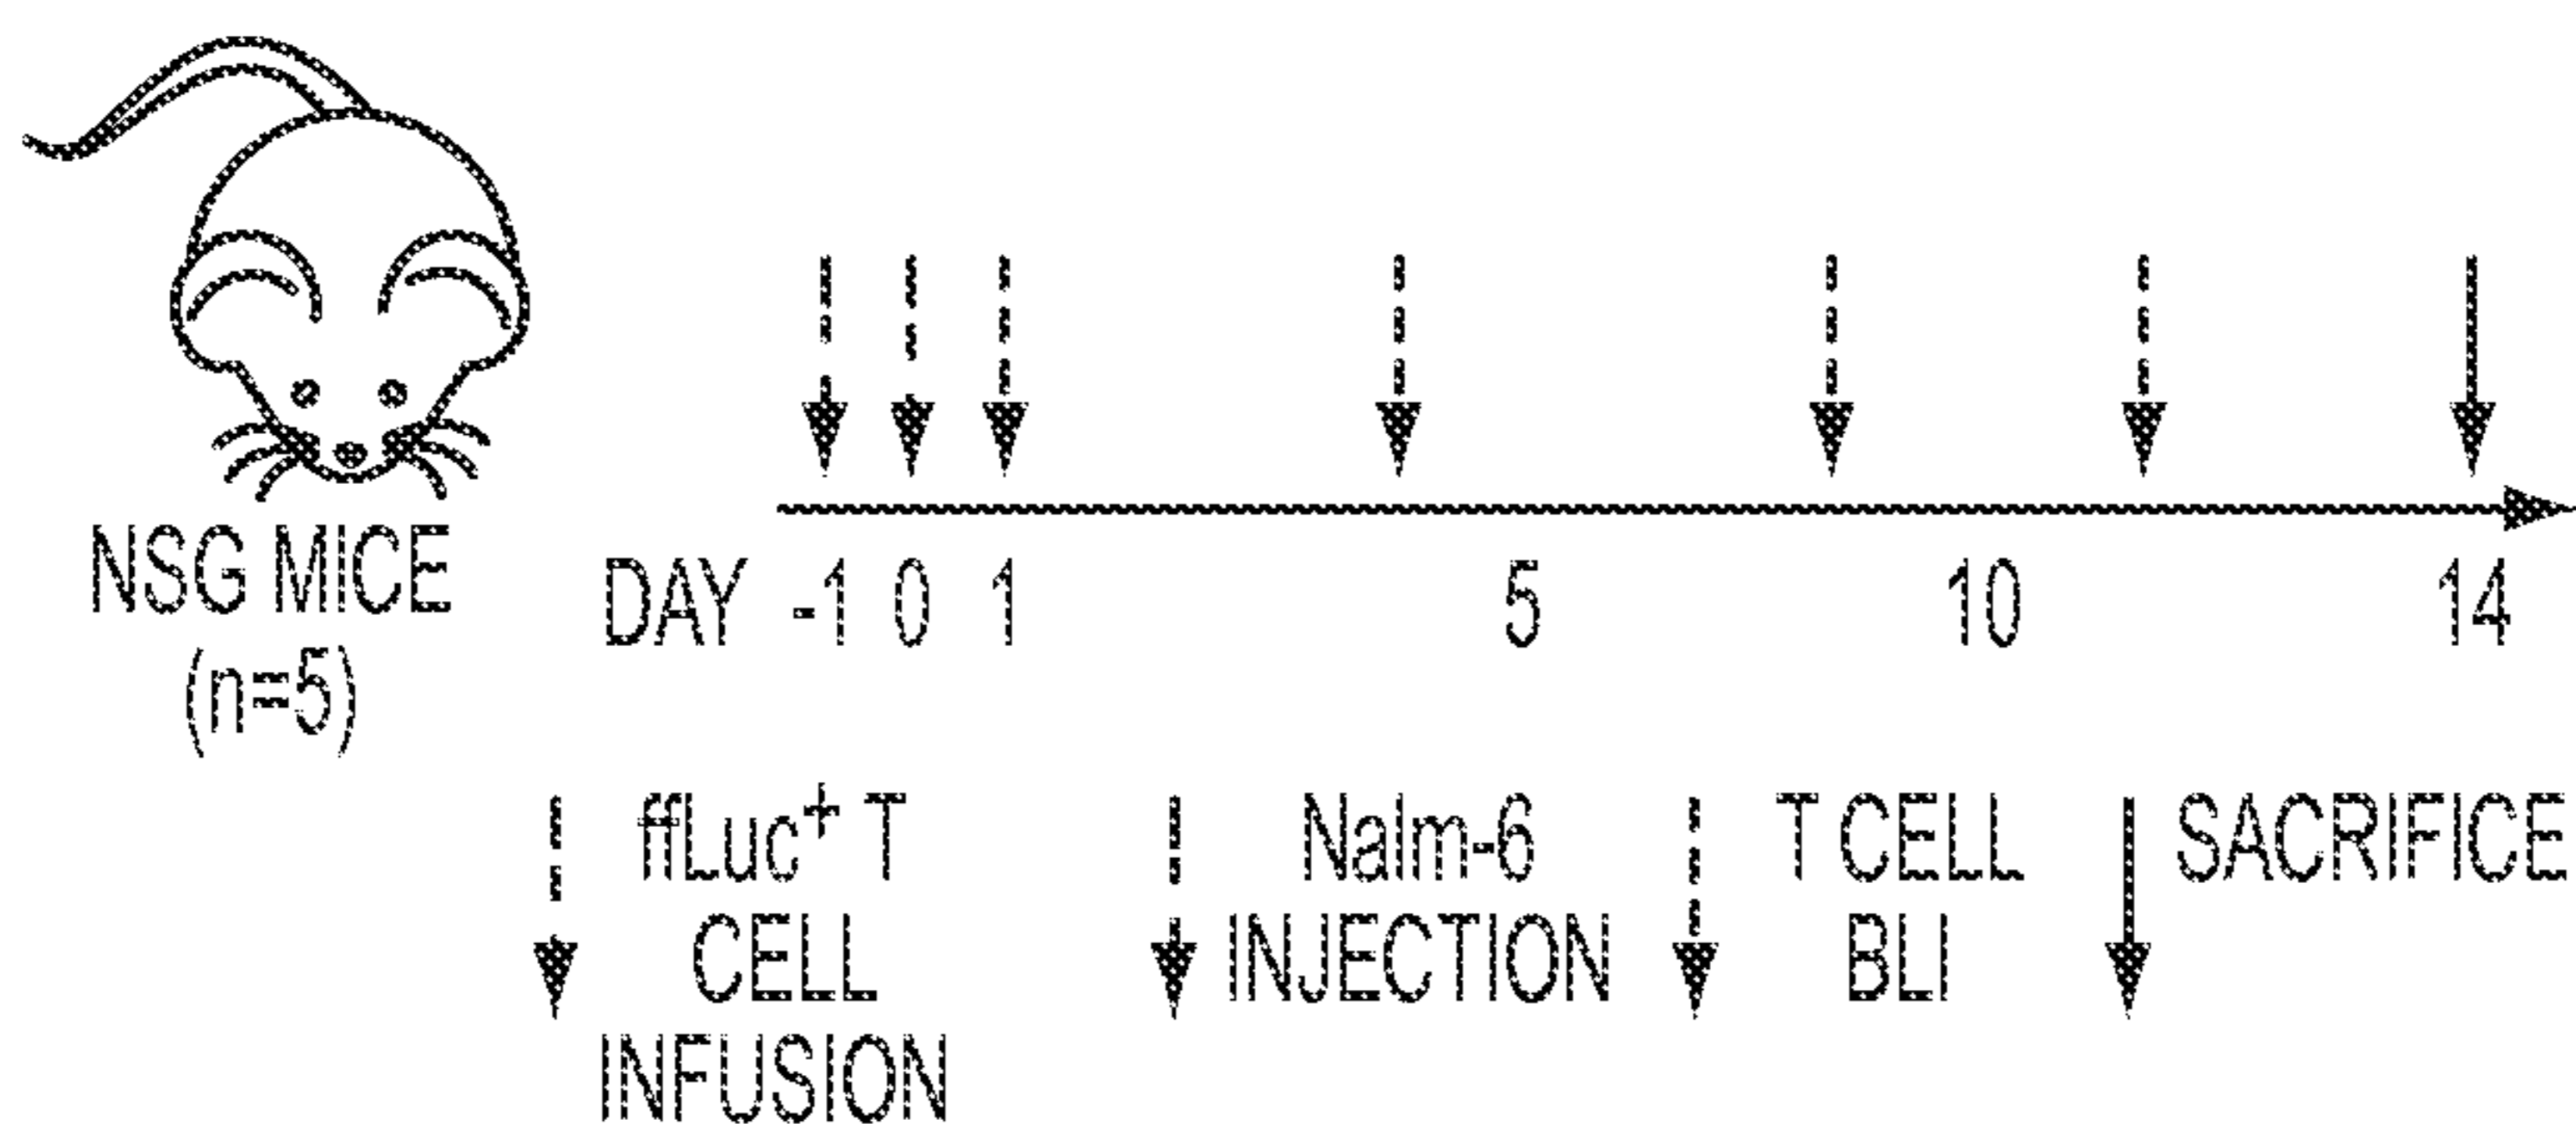 NSG MICE
(n=5)
DAY -1 0 1 5 10 14
ffLuc⁺ T
CELL
INFUSION
Nalm-6
INJECTION
T CELL
BLI
SACRIFICE